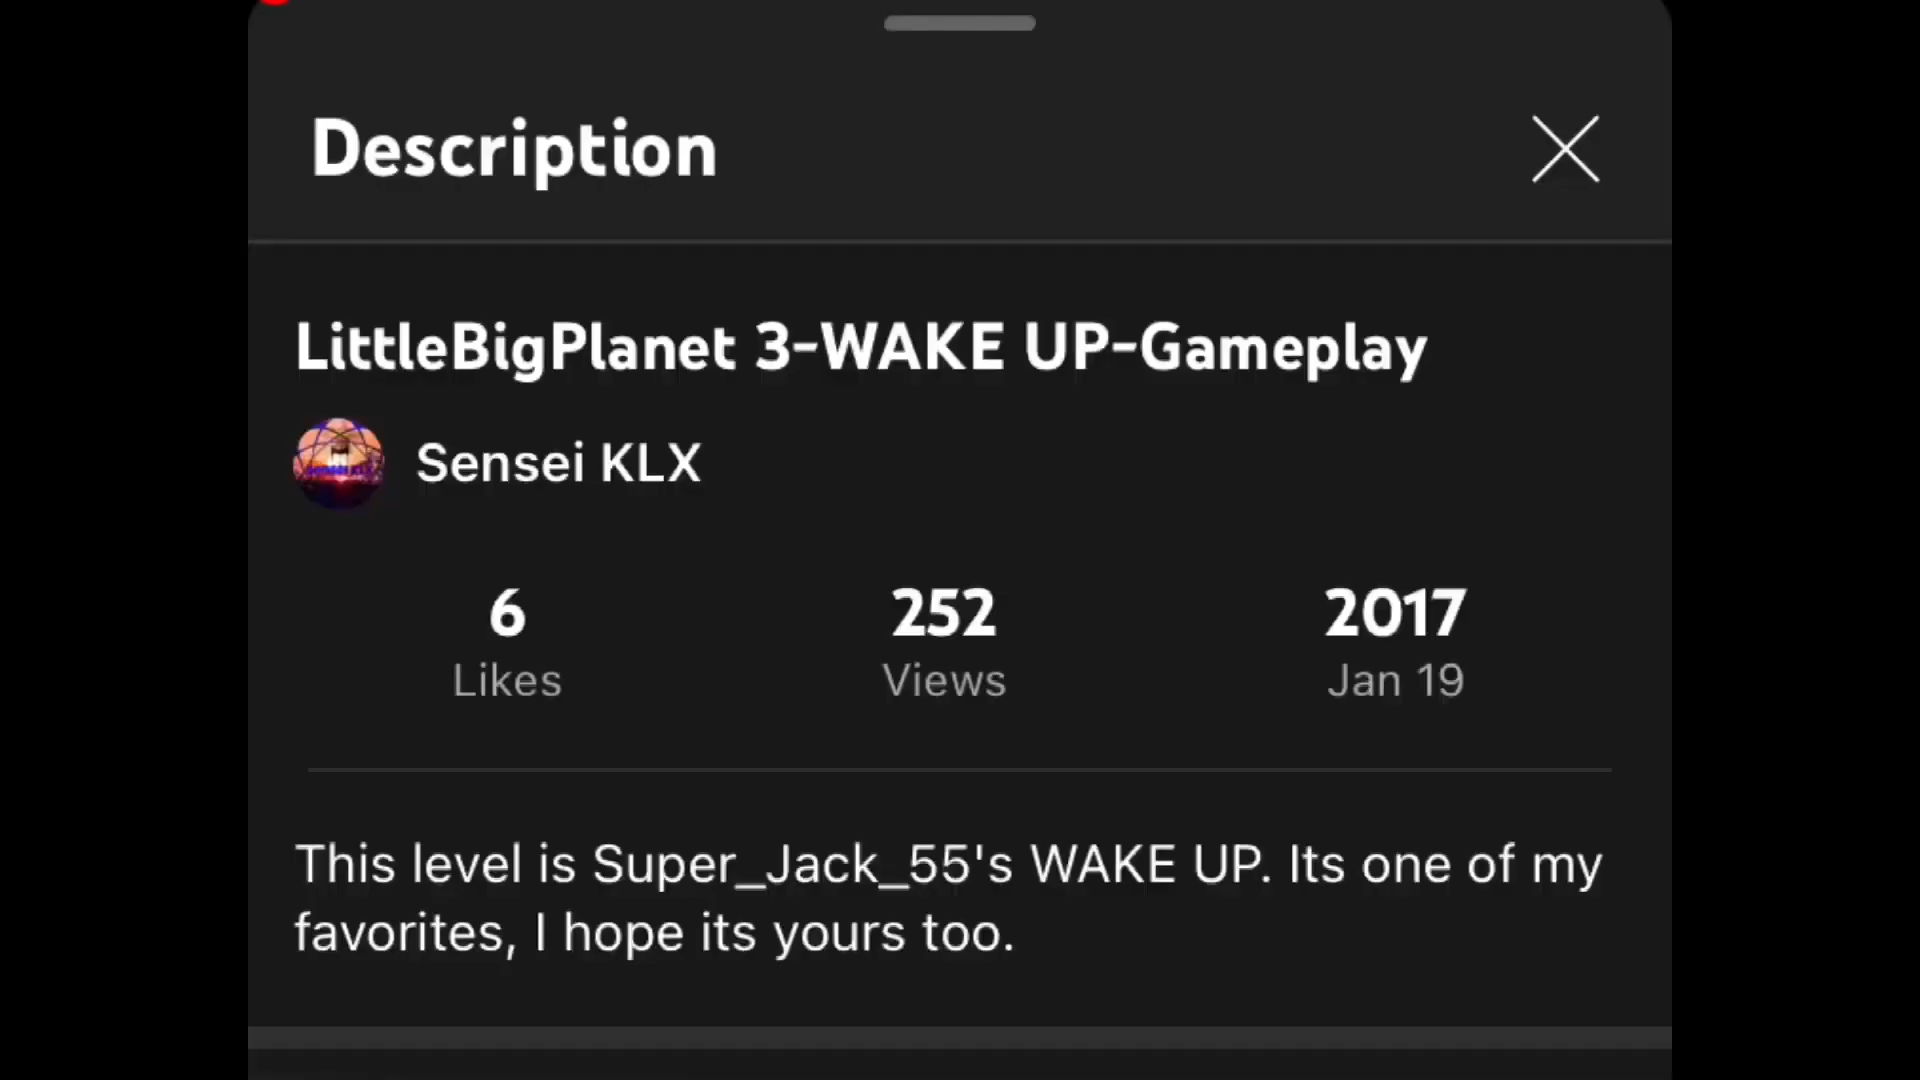 Description
LittleBigPlanet 3-WAKE UP-Gameplay
Sensei KLX
6 252 2017
Likes Views Jan 19
This level is Super_Jack_55's WAKE UP. Its one of my
favorites, I hope its yours too.